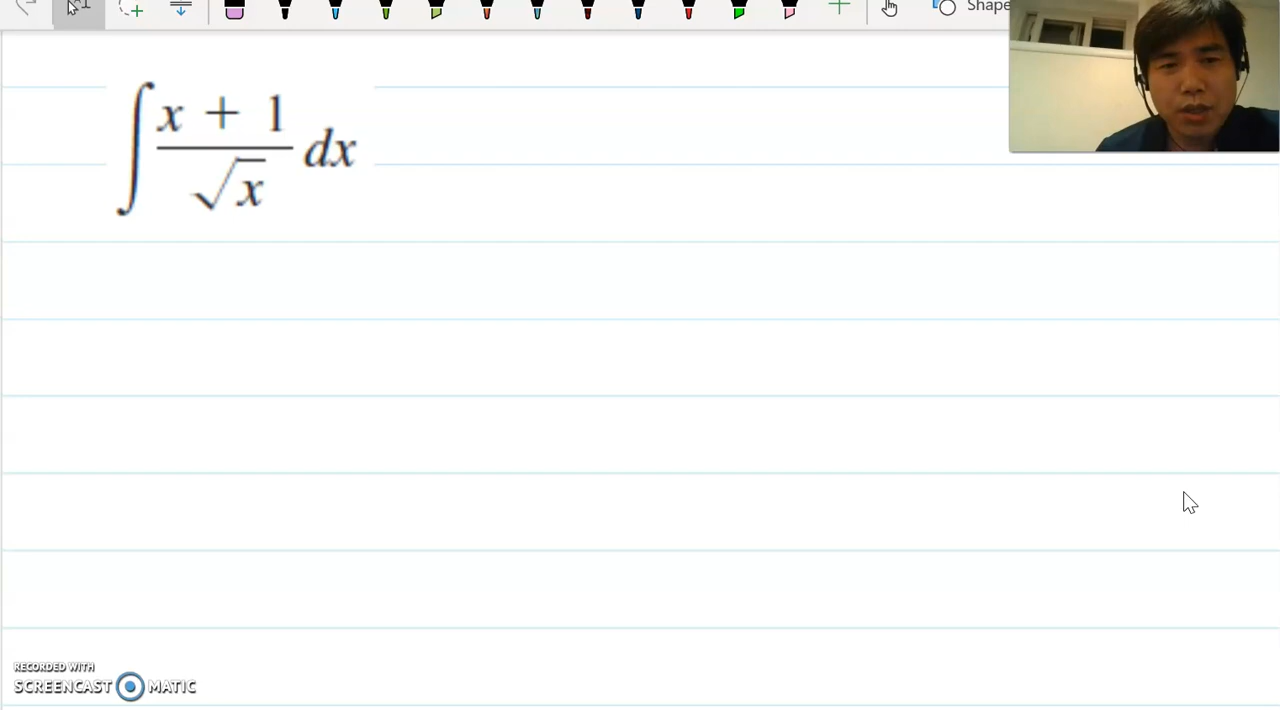 Shape
∫ x + 1 / √x dx
RECORDED WITH
SCREENCAST MATIC